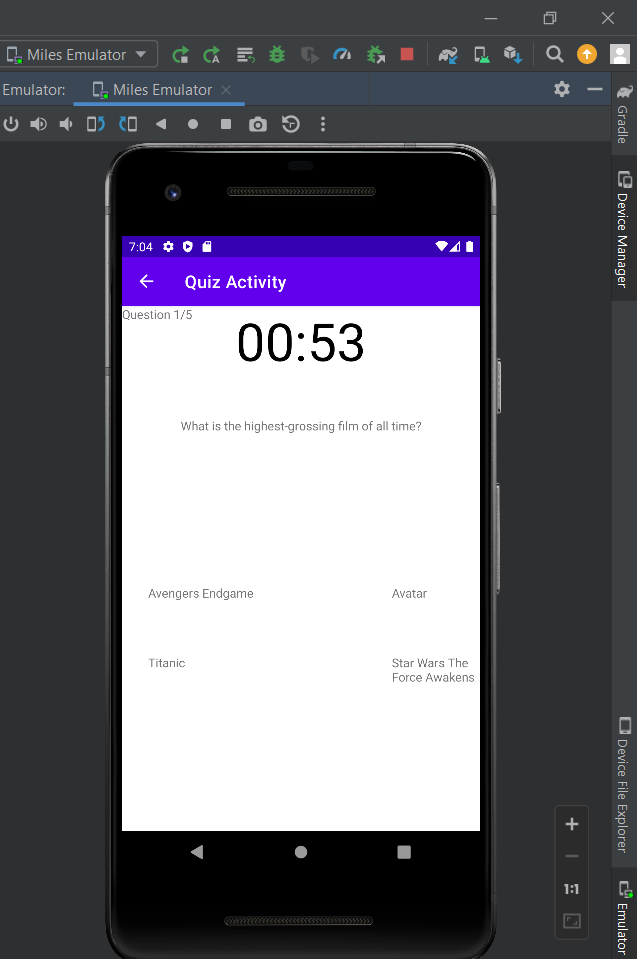 Miles Emulator
Emulator:
Miles Emulator
Gradle
Device Manager
7:04
Quiz Activity
Question 1/5
00:53
What is the highest-grossing film of all time?
Avengers Endgame
Avatar
Titanic
Star Wars The
Force Awakens
Device File Explorer
1:1
Emulator